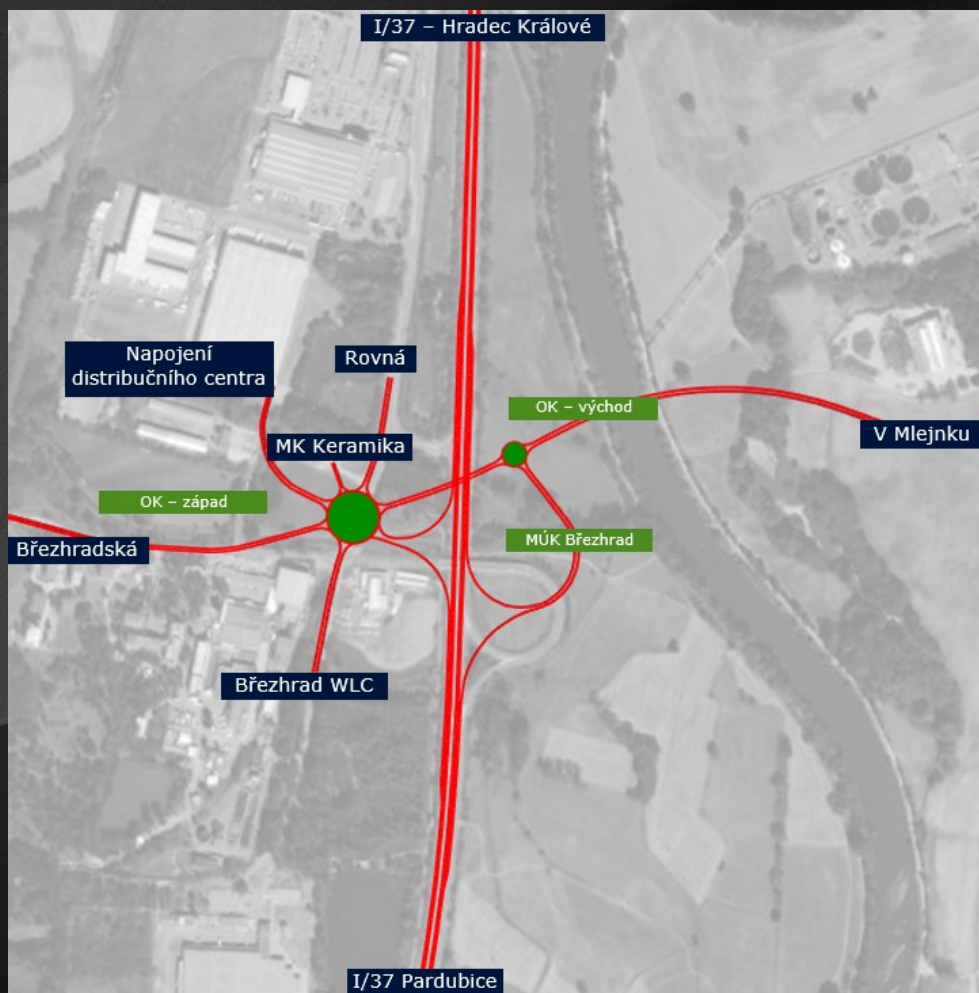 I/37 – Hradec Králové
Napojení
distribučního centra
Rovná
OK – východ
MK Keramika
V Mlejnku
OK – západ
Březhradská
MÚK Březhrad
Březhrad WLC
I/37 Pardubice